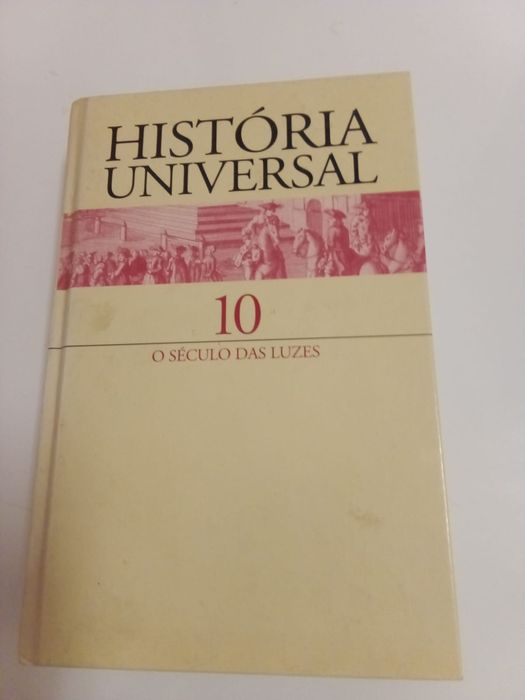 HISTÓRIA
UNIVERSAL
10
O SÉCULO DAS LUZES